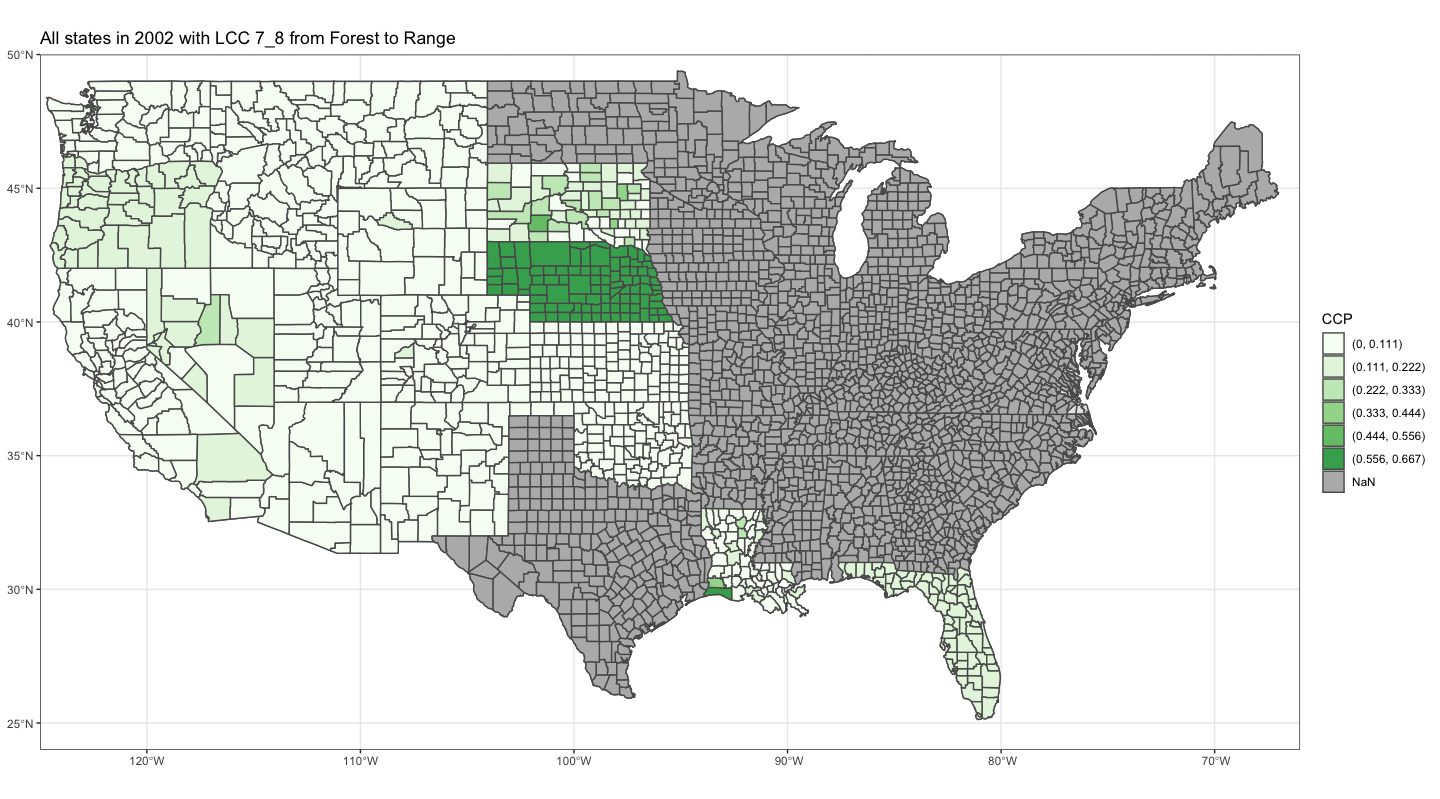 All states in 2002 with LCC 7_8 from Forest to Range
50°N
45°N
40°N
35°N
30°N
25°N
120°W
110°W
100°W
90°W
80°W
70°W
CCP
(0, 0.111)
(0.111, 0.222)
(0.222, 0.333)
(0.333, 0.444)
(0.444, 0.556)
(0.556, 0.667)
NaN